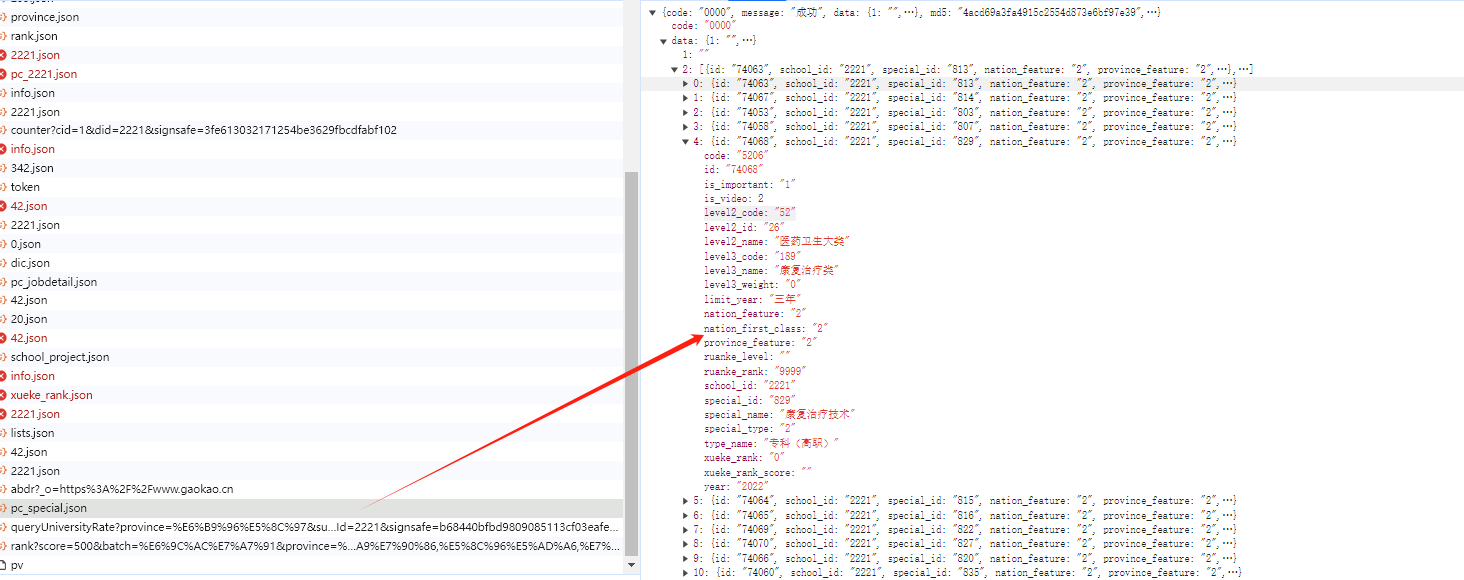 province.json
rank.json
2221.json
pc_2221.json
info.json
2221.json
counter?cid=1&did=2221&signsafe=3fe613032171254be3629fbcdfabf102
info.json
342.json
token
42.json
2221.json
0.json
dic.json
pc_jobdetail.json
42.json
20.json
42.json
school_project.json
info.json
xueke_rank.json
2221.json
lists.json
42.json
2221.json
abdr?_o=https%3A%2F%2Fwww.gaokao.cn
pc_special.json
queryUniversityRate?province=%E6%B9%96%E5%8C%97&su...Id=2221&signsafe=b68440bfbd9809085113cf03eafe...
rank?score=500&batch=%E6%9C%AC%E7%A7%91&province=%...A9%E7%90%86,%E5%8C%96%E5%AD%A6,%E7%...
pv
{code: "0000", message: "成功", data: {1: "",…}, md5: "4acd69a3fa4915c2554d873e6bf97e39",…}
code: "0000"
data: {1: "",…}
1: ""
2: [{id: "74063", school_id: "2221", special_id: "813", nation_feature: "2", province_feature: "2",…},…]
0: {id: "74063", school_id: "2221", special_id: "813", nation_feature: "2", province_feature: "2",…}
1: {id: "74067", school_id: "2221", special_id: "814", nation_feature: "2", province_feature: "2",…}
2: {id: "74053", school_id: "2221", special_id: "803", nation_feature: "2", province_feature: "2",…}
3: {id: "74058", school_id: "2221", special_id: "807", nation_feature: "2", province_feature: "2",…}
4: {id: "74068", school_id: "2221", special_id: "829", nation_feature: "2", province_feature: "2",…}
code: "5206"
id: "74068"
is_important: "1"
is_video: 2
level2_code: "52"
level2_id: "26"
level2_name: "医药卫生大类"
level3_code: "189"
level3_name: "康复治疗类"
level3_weight: "0"
limit_year: "三年"
nation_feature: "2"
nation_first_class: "2"
province_feature: "2"
ruanke_level: ""
ruanke_rank: "9999"
school_id: "2221"
special_id: "829"
special_name: "康复治疗技术"
special_type: "2"
type_name: "专科（高职）"
xueke_rank: "0"
xueke_rank_score: ""
year: "2022"
5: {id: "74064", school_id: "2221", special_id: "815", nation_feature: "2", province_feature: "2",…}
6: {id: "74065", school_id: "2221", special_id: "816", nation_feature: "2", province_feature: "2",…}
7: {id: "74069", school_id: "2221", special_id: "822", nation_feature: "2", province_feature: "2",…}
8: {id: "74070", school_id: "2221", special_id: "827", nation_feature: "2", province_feature: "2",…}
9: {id: "74066", school_id: "2221", special_id: "820", nation_feature: "2", province_feature: "2",…}
10: {id: "74060", school_id: "2221", special_id: "835", nation_feature: "2", province_feature: "2",…}